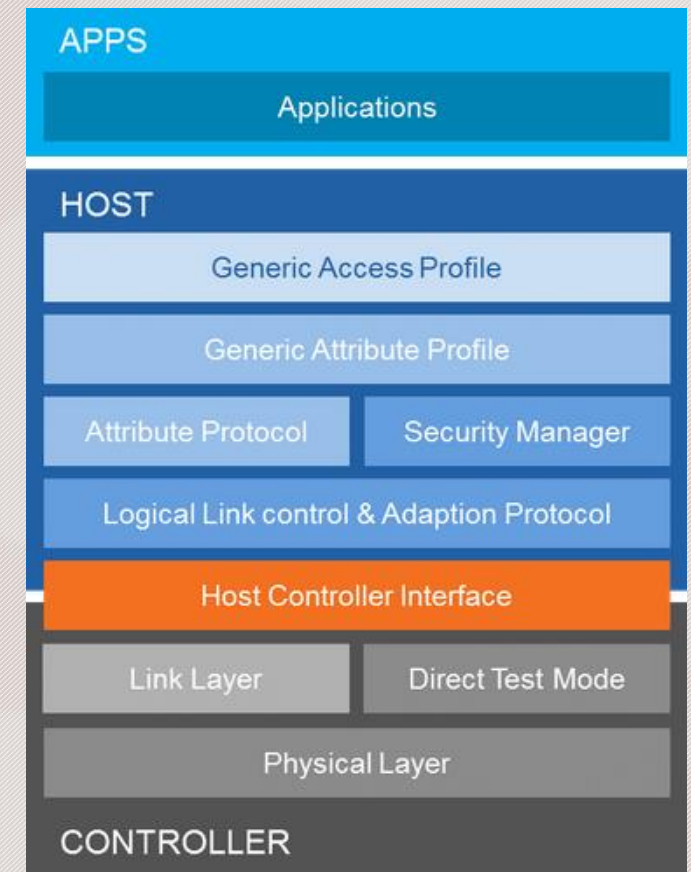 APPS
Applications
HOST
Generic Access Profile
Generic Attribute Profile
Attribute Protocol
Security Manager
Logical Link control & Adaption Protocol
Host Controller Interface
Link Layer
Direct Test Mode
Physical Layer
CONTROLLER